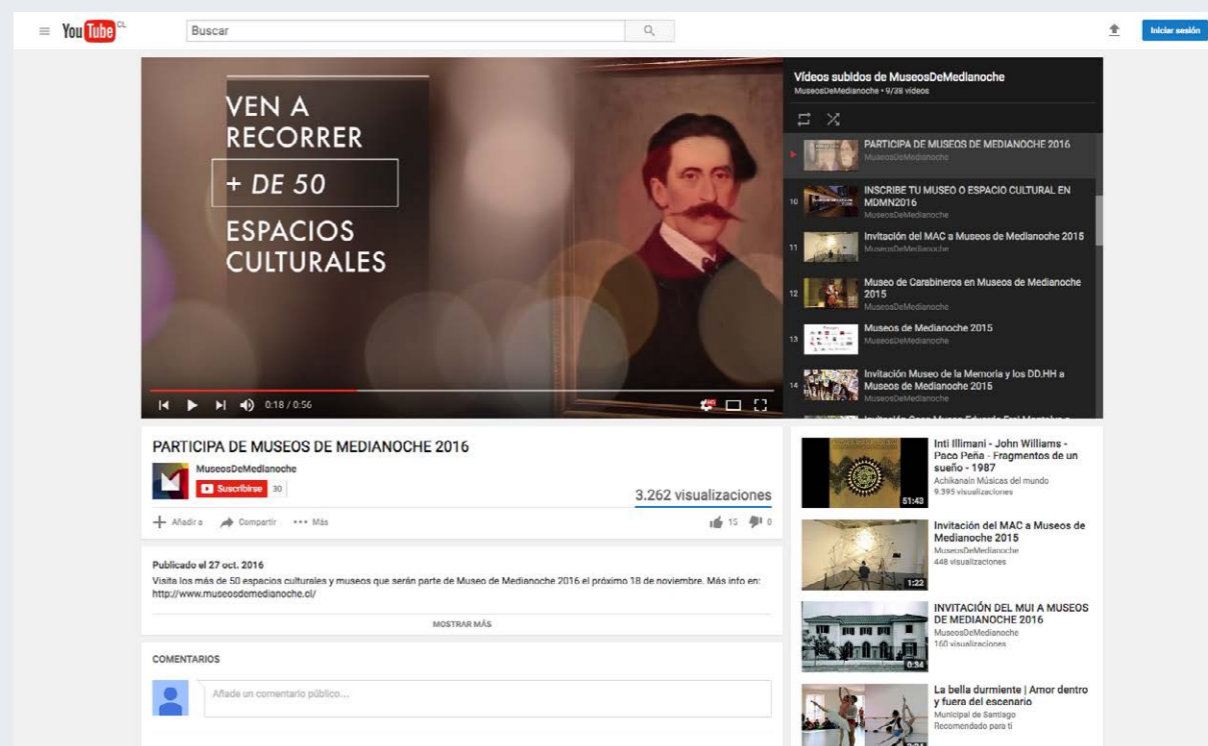 YouTube CL
Buscar
Iniciar sesión
VEN A
RECORRER
+ DE 50
ESPACIOS
CULTURALES
0:18 / 0:56
Vídeos subidos de MuseosDeMedianoche
MuseosDeMedianoche • 9/38 vídeos
PARTICIPA DE MUSEOS DE MEDIANOCHE 2016
MuseosDeMedianoche
10
INSCRIBE TU MUSEO O ESPACIO CULTURAL EN
MDMN2016
MuseosDeMedianoche
11
Invitación del MAC a Museos de Medianoche 2015
MuseosDeMedianoche
12
Museo de Carabineros en Museos de Medianoche
2015
MuseosDeMedianoche
13
Museos de Medianoche 2015
MuseosDeMedianoche
14
Invitación Museo de la Memoria y los DD.HH a
Museos de Medianoche 2015
MuseosDeMedianoche
PARTICIPA DE MUSEOS DE MEDIANOCHE 2016
MuseosDeMedianoche
Suscribirse 30
3.262 visualizaciones
Añadir a Compartir Más
15 0
Publicado el 27 oct. 2016
Visita los más de 50 espacios culturales y museos que serán parte de Museo de Medianoche 2016 el próximo 18 de noviembre. Más info en:
http://www.museosdemedianoche.cl/
MOSTRAR MÁS
COMENTARIOS
Añade un comentario público...
51:43
Inti Illimani - John Williams -
Paco Peña - Fragmentos de un
sueño - 1987
Achikanain Músicas del mundo
9.395 visualizaciones
1:22
Invitación del MAC a Museos de
Medianoche 2015
MuseosDeMedianoche
448 visualizaciones
0:34
INVITACIÓN DEL MUI A MUSEOS
DE MEDIANOCHE 2016
MuseosDeMedianoche
160 visualizaciones
La bella durmiente | Amor dentro
y fuera del escenario
Municipal de Santiago
Recomendado para ti